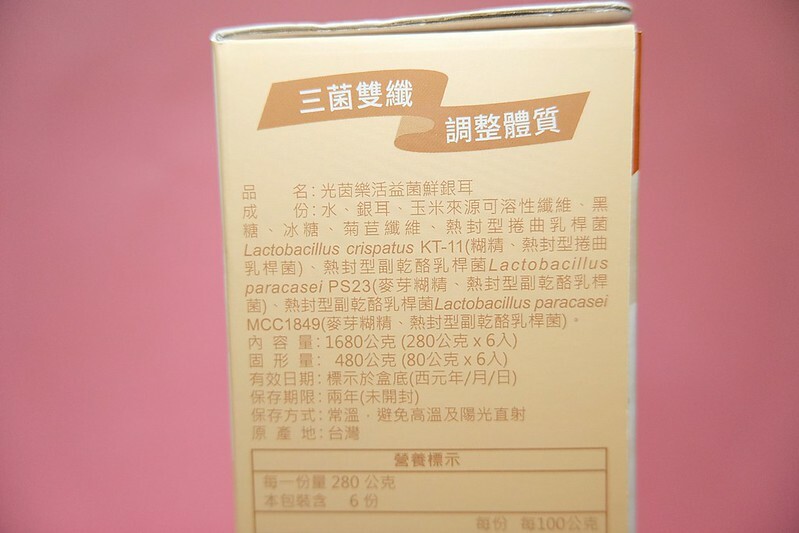 三菌雙纖
調整體質
品　　名：光茵樂活益菌鮮銀耳
成　　份：水、銀耳、玉米來源可溶性纖維、黑
糖、冰糖、菊苣纖維、熱封型捲曲乳桿菌
Lactobacillus crispatus KT-11(糊精、熱封型捲曲
乳桿菌)、熱封型副乾酪乳桿菌Lactobacillus
paracasei PS23(麥芽糊精、熱封型副乾酪乳桿
菌)、熱封型副乾酪乳桿菌Lactobacillus paracasei
MCC1849(麥芽糊精、熱封型副乾酪乳桿菌)。
內 容 量：1680公克 (280公克 x 6入)
固 形 量： 480公克 (80公克 x 6入)
有效日期：標示於盒底(西元年/月/日)
保存期限：兩年(未開封)
保存方式：常溫，避免高溫及陽光直射
原 產 地：台灣
營養標示
每一份量 280 公克
本包裝含　6 份
每份　每100公克